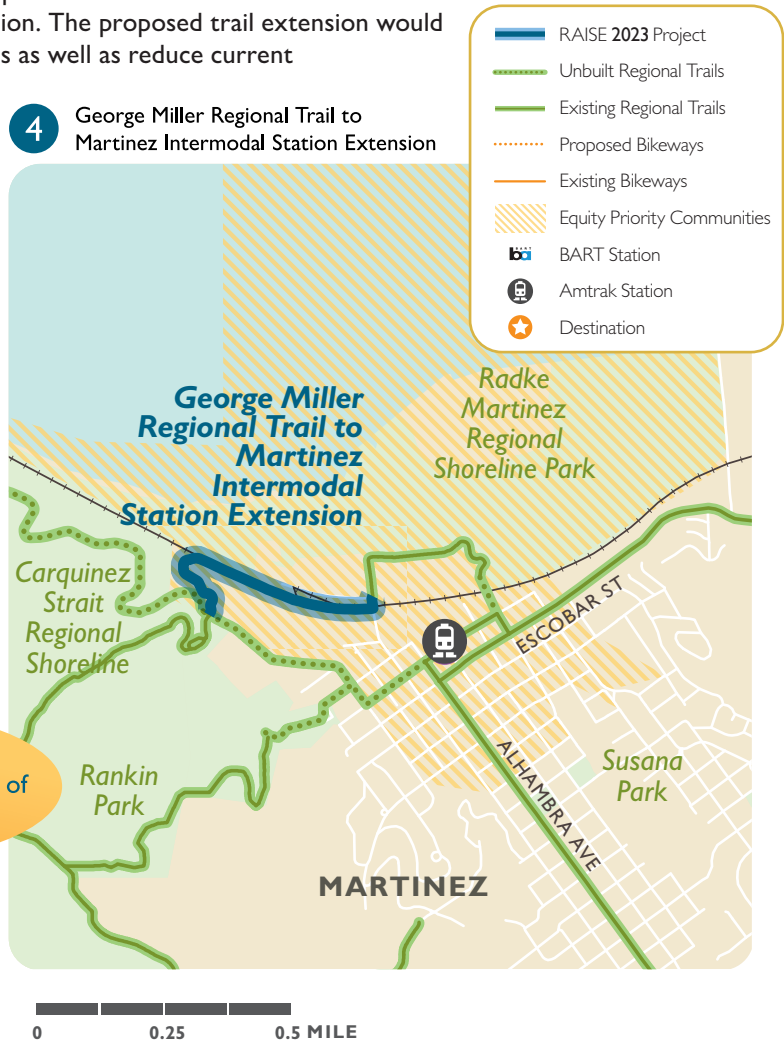 ion. The proposed trail extension would
s as well as reduce current
RAISE 2023 Project
Unbuilt Regional Trails
Existing Regional Trails
Proposed Bikeways
Existing Bikeways
Equity Priority Communities
ba BART Station
Amtrak Station
Destination
4 George Miller Regional Trail to
Martinez Intermodal Station Extension
George Miller
Regional Trail to
Martinez
Intermodal
Station Extension
Radke
Martinez
Regional
Shoreline Park
Carquinez
Strait
Regional
Shoreline
ESCOBAR ST
ALHAMBRA AVE
Susana
Park
of
Rankin
Park
MARTINEZ
0 0.25 0.5 MILE